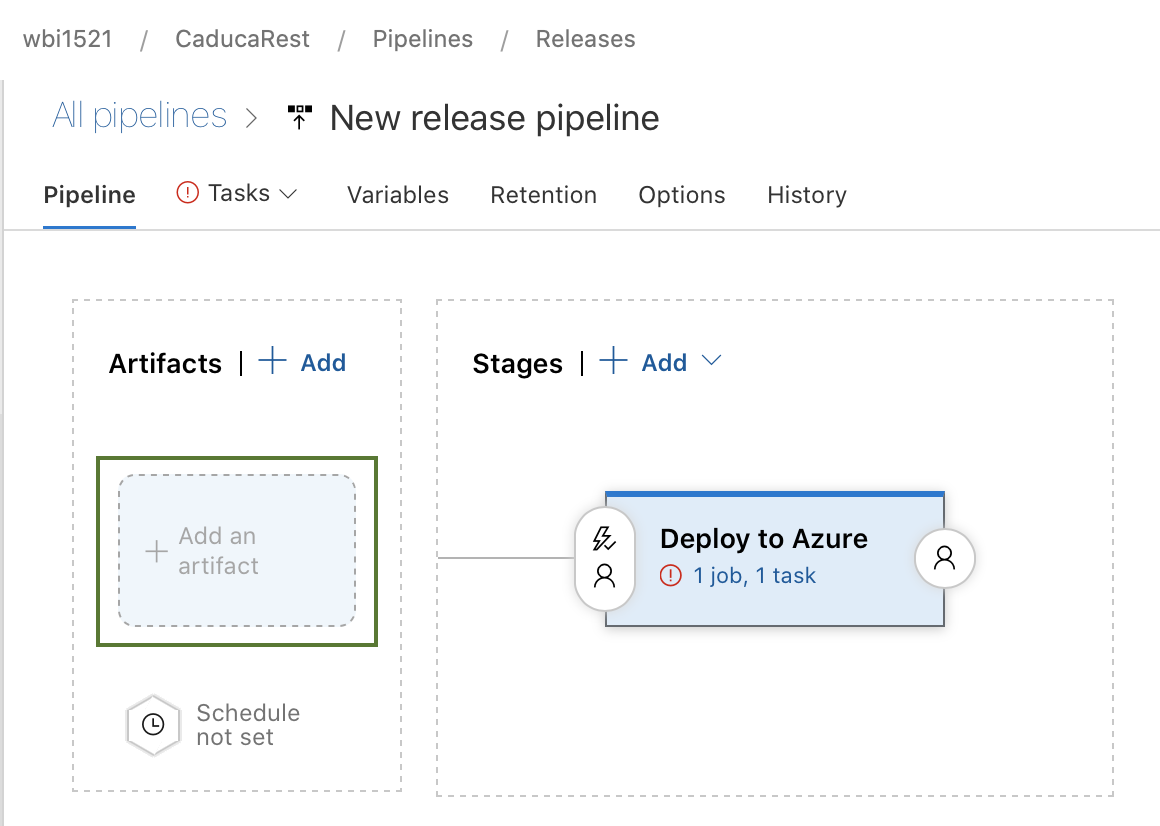 wbi1521 / CaducaRest / Pipelines / Releases
All pipelines > New release pipeline
Pipeline Tasks Variables Retention Options History
Artifacts | + Add
Stages | + Add
Add an
artifact
Deploy to Azure
1 job, 1 task
Schedule
not set